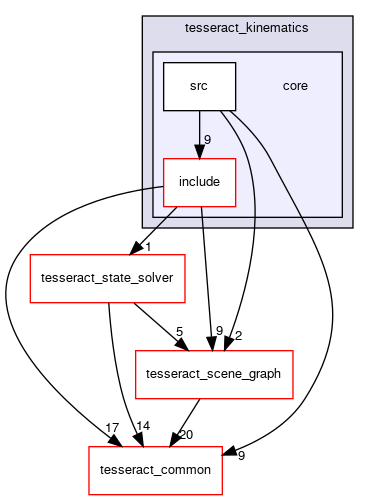 tesseract_kinematics
src
core
9
include
1
tesseract_state_solver
5
9
2
tesseract_scene_graph
17
14
20
9
tesseract_common